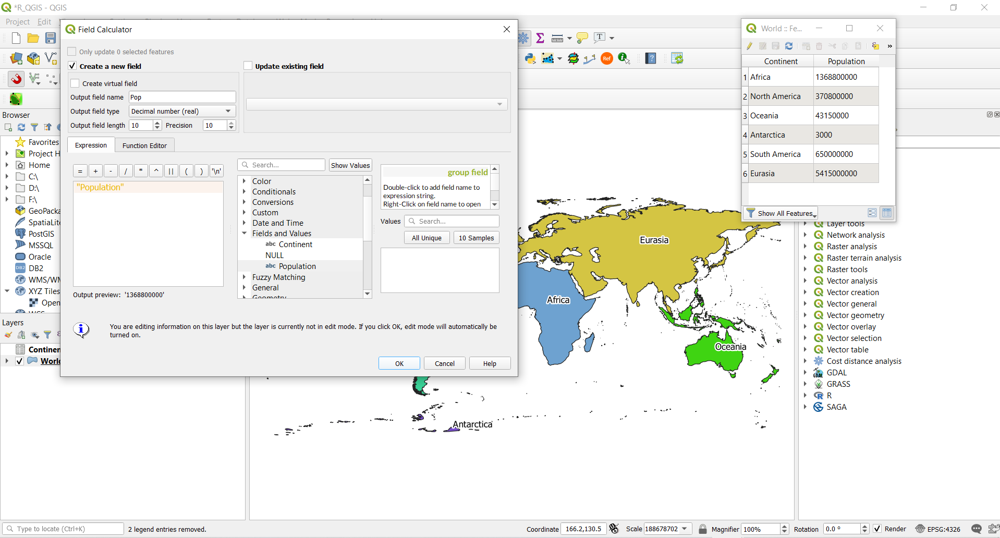 *R_QGIS - QGIS
Project Edit
Field Calculator
Only update 0 selected features
Create a new field
Update existing field
Create virtual field
Output field name Pop
Output field type Decimal number (real)
Output field length 10 Precision 10
Expression Function Editor
= + - / * ^ || ( ) '\n'
Search... Show Values
"Population"
Color
Conditionals
Conversions
Custom
Date and Time
Fields and Values
abc Continent
NULL
abc Population
Fuzzy Matching
General
Geometry
group field
Double-click to add field name to
expression string.
Right-Click on field name to open
Values Search...
All Unique 10 Samples
Output preview: '1368800000'
You are editing information on this layer but the layer is currently not in edit mode. If you click OK, edit mode will automatically be
turned on.
OK Cancel Help
Browser
Favorites
Project H
Home
C:\
D:\
F:\
GeoPacka
SpatiaLite
PostGIS
MSSQL
Oracle
DB2 DB2
WMS/WM
XYZ Tiles
Open
Layers
Continen
World
Σ
T
Ref
World :: Fe...
»
Continent Population
1 Africa 1368800000
2 North America 370800000
3 Oceania 43150000
4 Antarctica 3000
5 South America 650000000
6 Eurasia 5415000000
Show All Features
Eurasia
Africa
Oceania
Antarctica
Layer tools
Network analysis
Raster analysis
Raster terrain analysis
Raster tools
Vector analysis
Vector creation
Vector general
Vector geometry
Vector overlay
Vector selection
Vector table
Cost distance analysis
GDAL GDAL
GRASS
R R
SAGA
Type to locate (Ctrl+K) 2 legend entries removed. Coordinate 166.2,130.5 Scale 188678702 Magnifier 100% Rotation 0.0 ° Render EPSG:4326